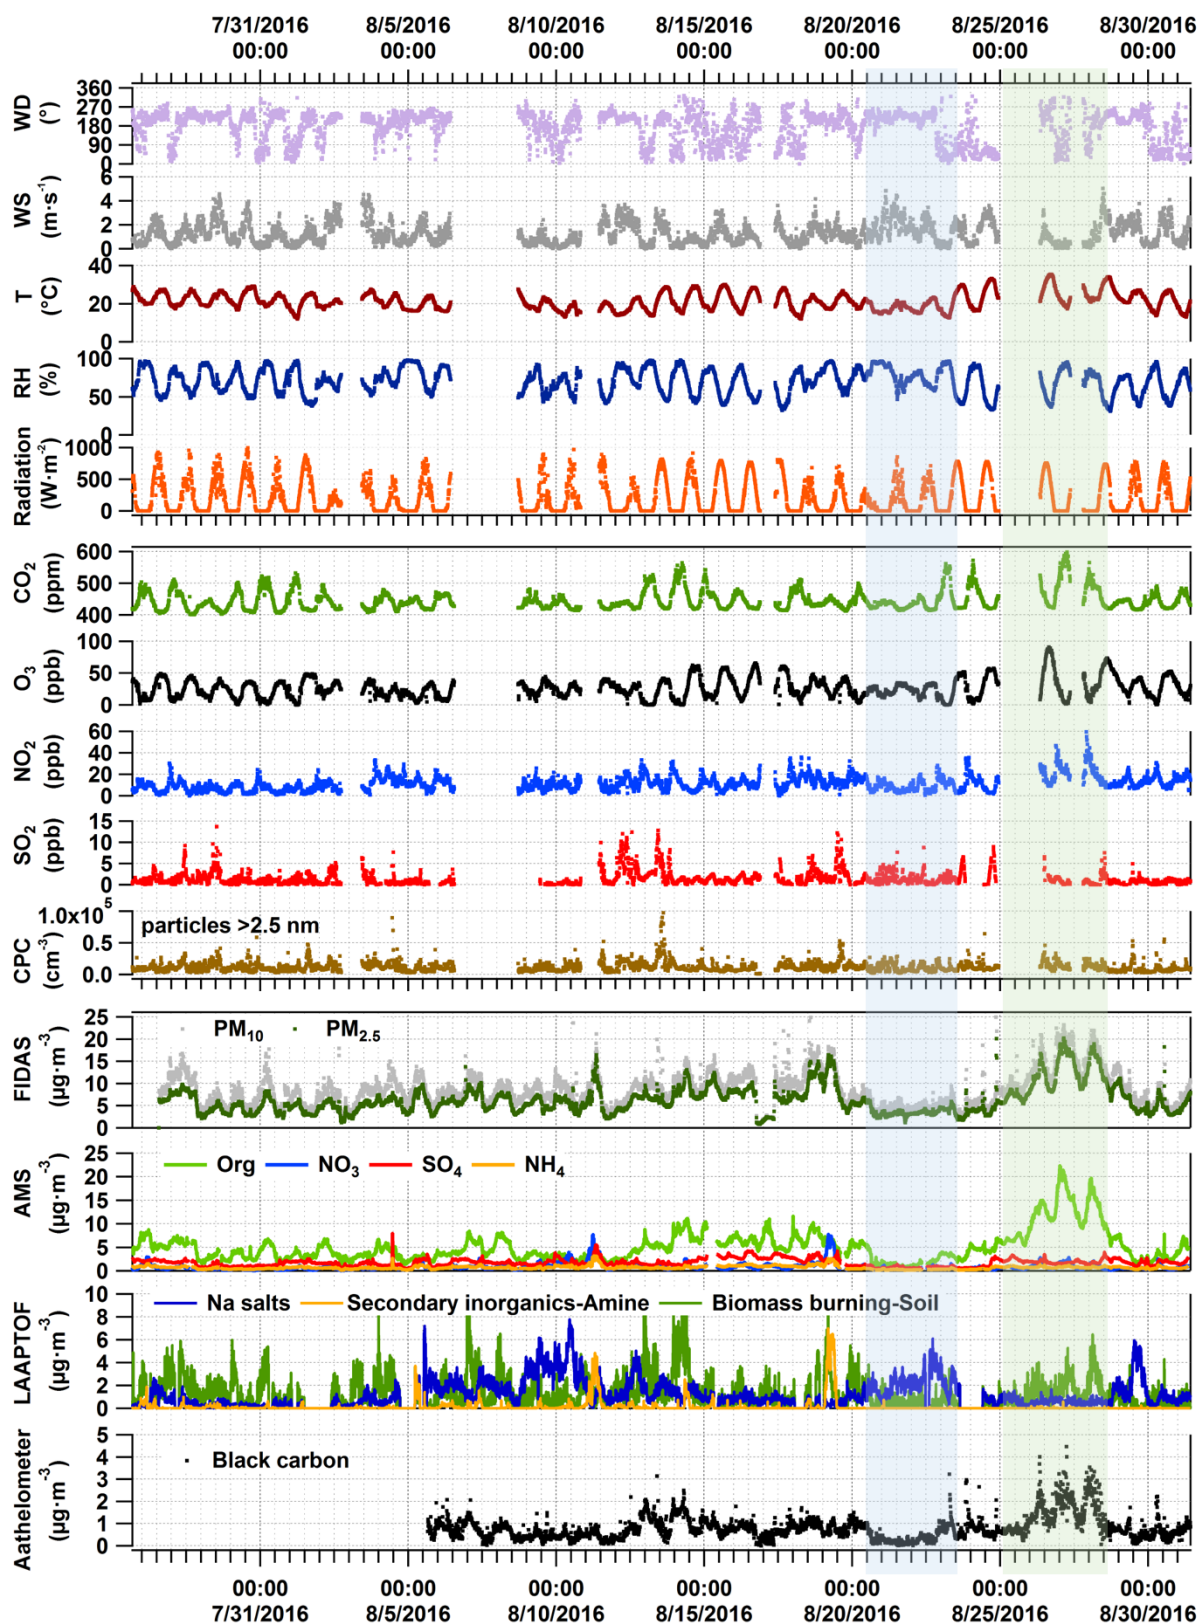 7/31/2016 8/5/2016 8/10/2016 8/15/2016 8/20/2016 8/25/2016 8/30/2016
00:00 00:00 00:00 00:00 00:00 00:00 00:00
WD
(°)
360
270
180
90
0
WS
(m·s⁻¹)
6
4
2
0
T
(°C)
40
20
0
RH
(%)
100
50
0
Radiation
(W·m⁻²)
1000
500
0
CO₂
(ppm)
600
500
400
O₃
(ppb)
100
50
0
NO₂
(ppb)
60
40
20
0
SO₂
(ppb)
15
10
5
0
CPC
(cm⁻³)
1.0x10⁵
0.5
0.0
particles >2.5 nm
FIDAS
(µg·m⁻³)
25
20
15
10
5
0
PM₁₀ PM₂.₅
AMS
(µg·m⁻³)
25
20
15
10
5
0
Org NO₃ SO₄ NH₄
LAAPTOF
(µg·m⁻³)
10
8
6
4
2
0
Na salts Secondary inorganics-Amine Biomass burning-Soil
Aathelometer
(µg·m⁻³)
5
4
3
2
1
0
Black carbon
00:00 00:00 00:00 00:00 00:00 00:00 00:00
7/31/2016 8/5/2016 8/10/2016 8/15/2016 8/20/2016 8/25/2016 8/30/2016